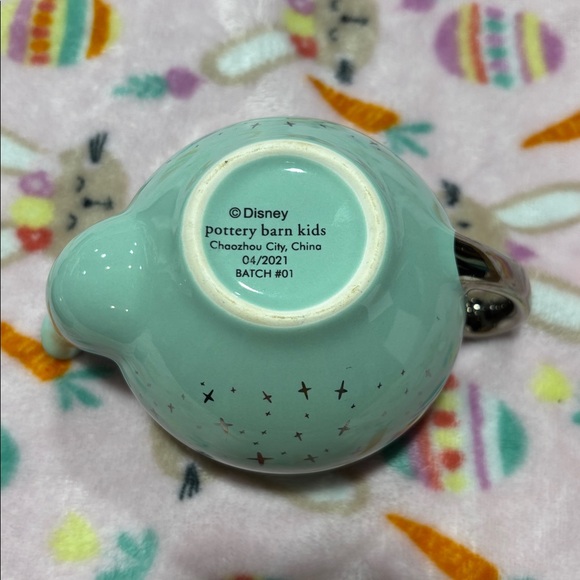 © Disney
pottery barn kids
Chaozhou City, China
04/2021
BATCH #01